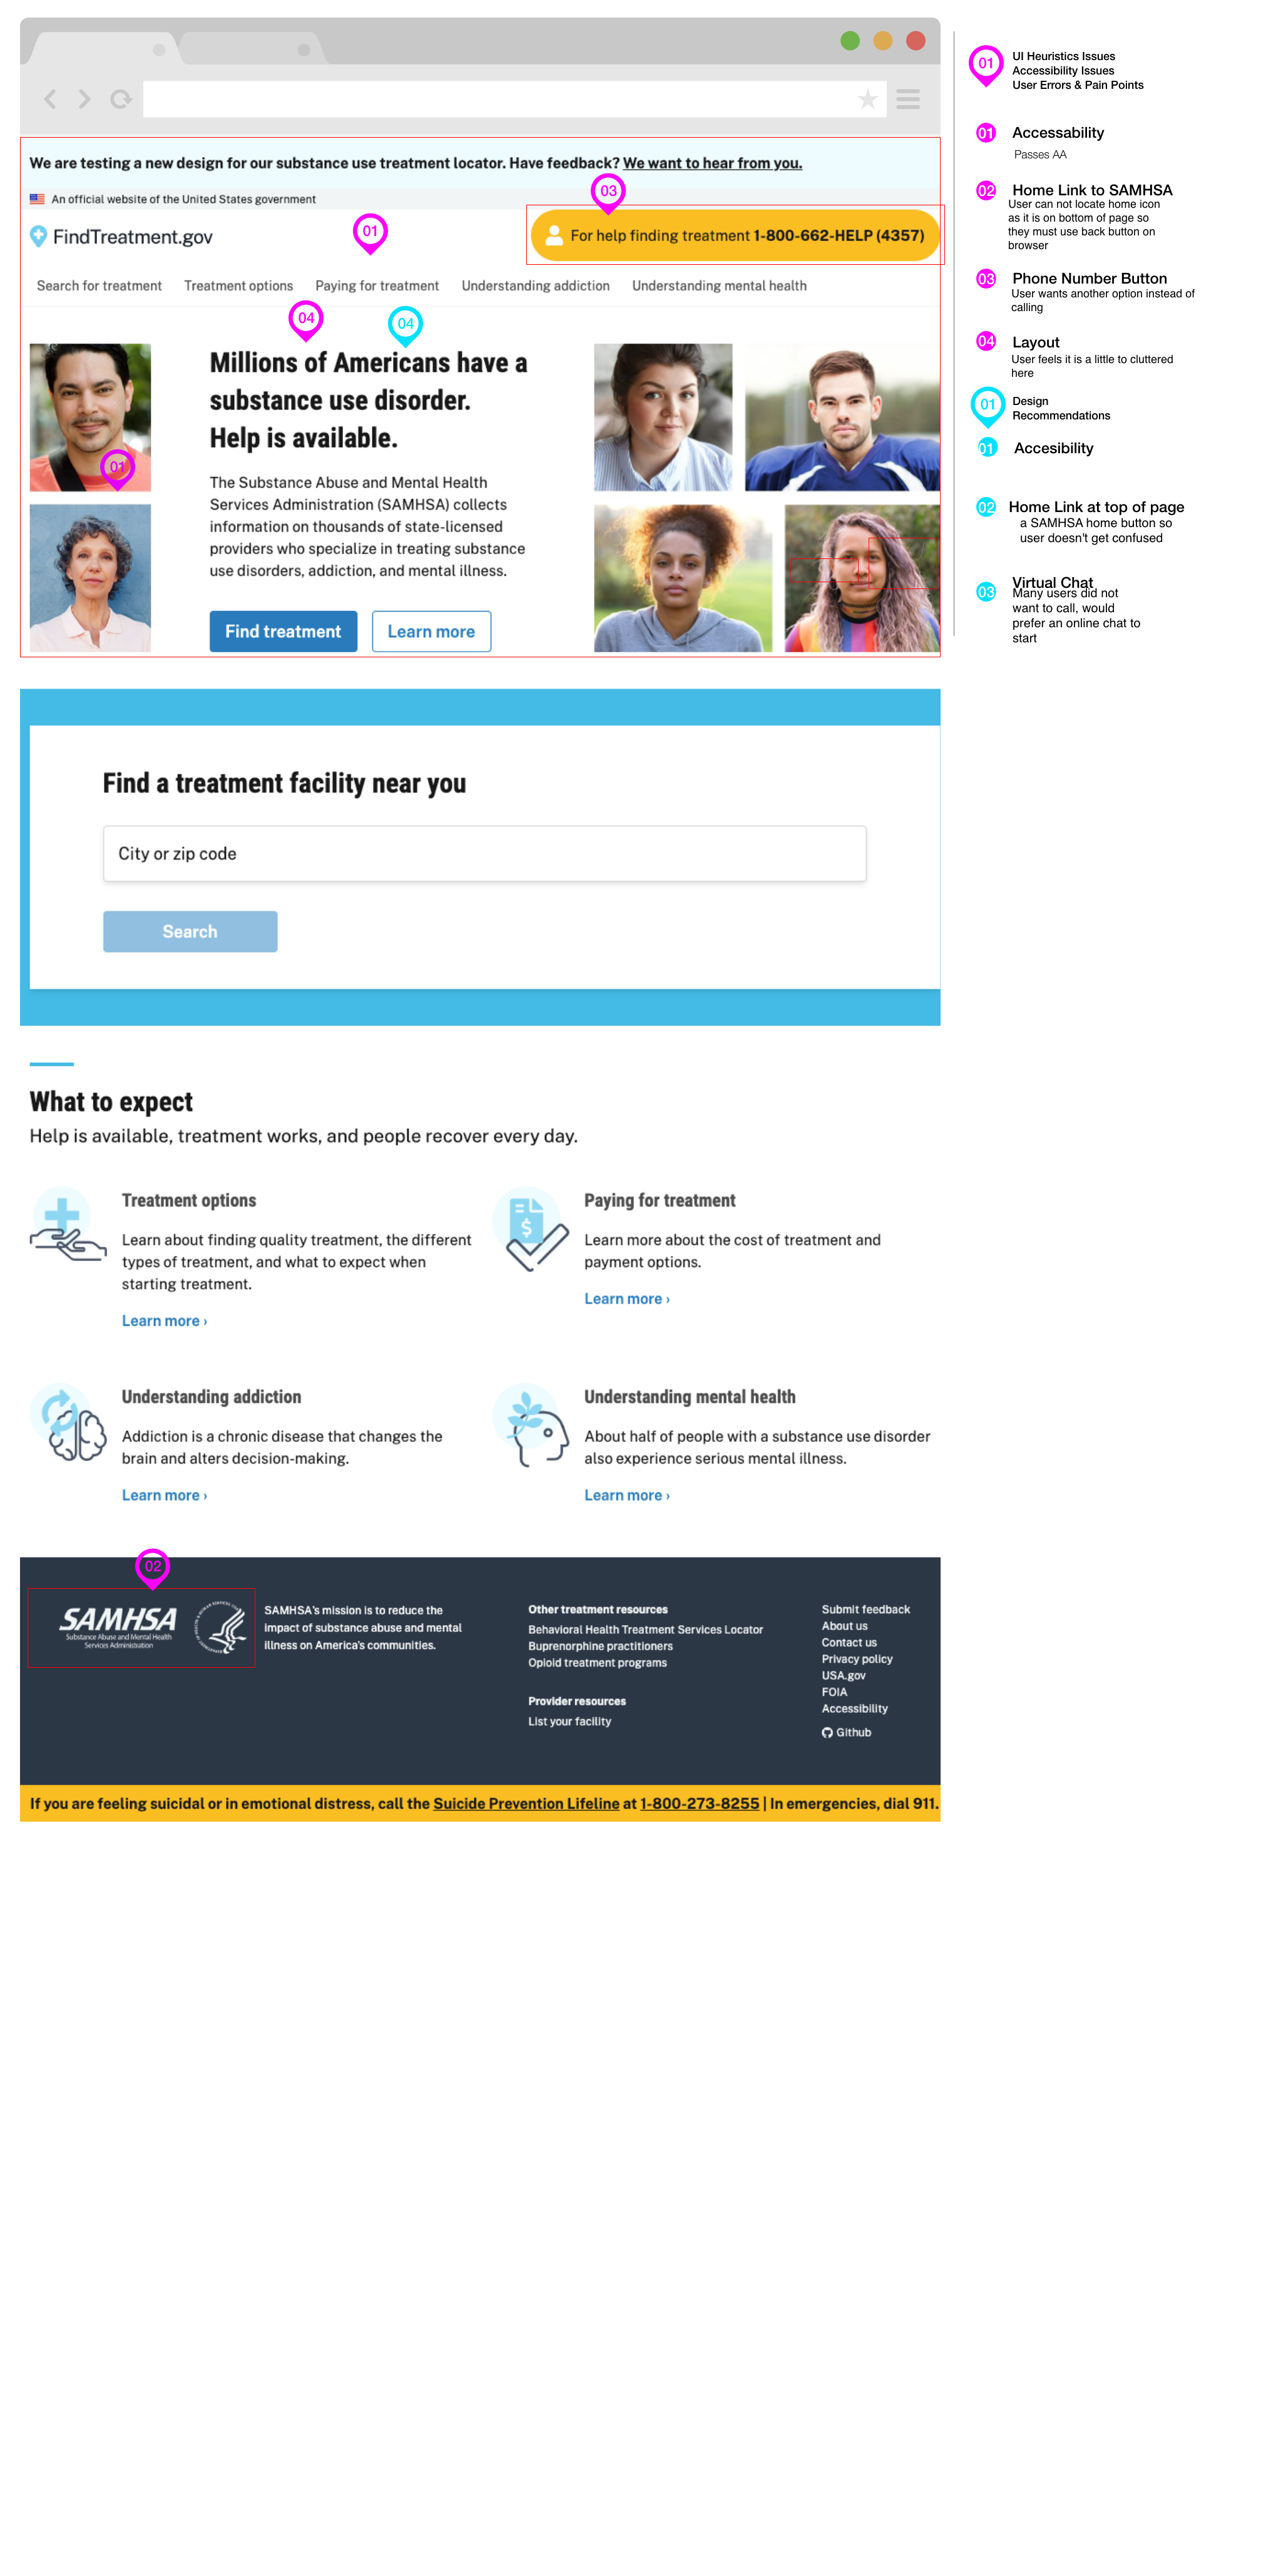 We are testing a new design for our substance use treatment locator. Have feedback? We want to hear from you.
An official website of the United States government
03
FindTreatment.gov
01
For help finding treatment 1-800-662-HELP (4357)
Search for treatment Treatment options Paying for treatment Understanding addiction Understanding mental health
04
04
Millions of Americans have a
substance use disorder.
Help is available.
01
The Substance Abuse and Mental Health
Services Administration (SAMHSA) collects
information on thousands of state-licensed
providers who specialize in treating substance
use disorders, addiction, and mental illness.
Find treatment Learn more
Find a treatment facility near you
City or zip code
Search
What to expect
Help is available, treatment works, and people recover every day.
Treatment options
Learn about finding quality treatment, the different
types of treatment, and what to expect when
starting treatment.
Learn more ›
Paying for treatment
Learn more about the cost of treatment and
payment options.
Learn more ›
Understanding addiction
Addiction is a chronic disease that changes the
brain and alters decision-making.
Learn more ›
Understanding mental health
About half of people with a substance use disorder
also experience serious mental illness.
Learn more ›
02
SAMHSA
Substance Abuse and Mental Health
Services Administration
SAMHSA's mission is to reduce the
impact of substance abuse and mental
illness on America's communities.
Other treatment resources
Behavioral Health Treatment Services Locator
Buprenorphine practitioners
Opioid treatment programs
Provider resources
List your facility
Submit feedback
About us
Contact us
Privacy policy
USA.gov
FOIA
Accessibility
Github
If you are feeling suicidal or in emotional distress, call the Suicide Prevention Lifeline at 1-800-273-8255 | In emergencies, dial 911.
01
UI Heuristics Issues
Accessibility Issues
User Errors & Pain Points
01 Accessability
Passes AA
02 Home Link to SAMHSA
User can not locate home icon
as it is on bottom of page so
they must use back button on
browser
03 Phone Number Button
User wants another option instead of
calling
04 Layout
User feels it is a little to cluttered
here
01
Design
Recommendations
01 Accesibility
02 Home Link at top of page
a SAMHSA home button so
user doesn't get confused
03 Virtual Chat
Many users did not
want to call, would
prefer an online chat to
start